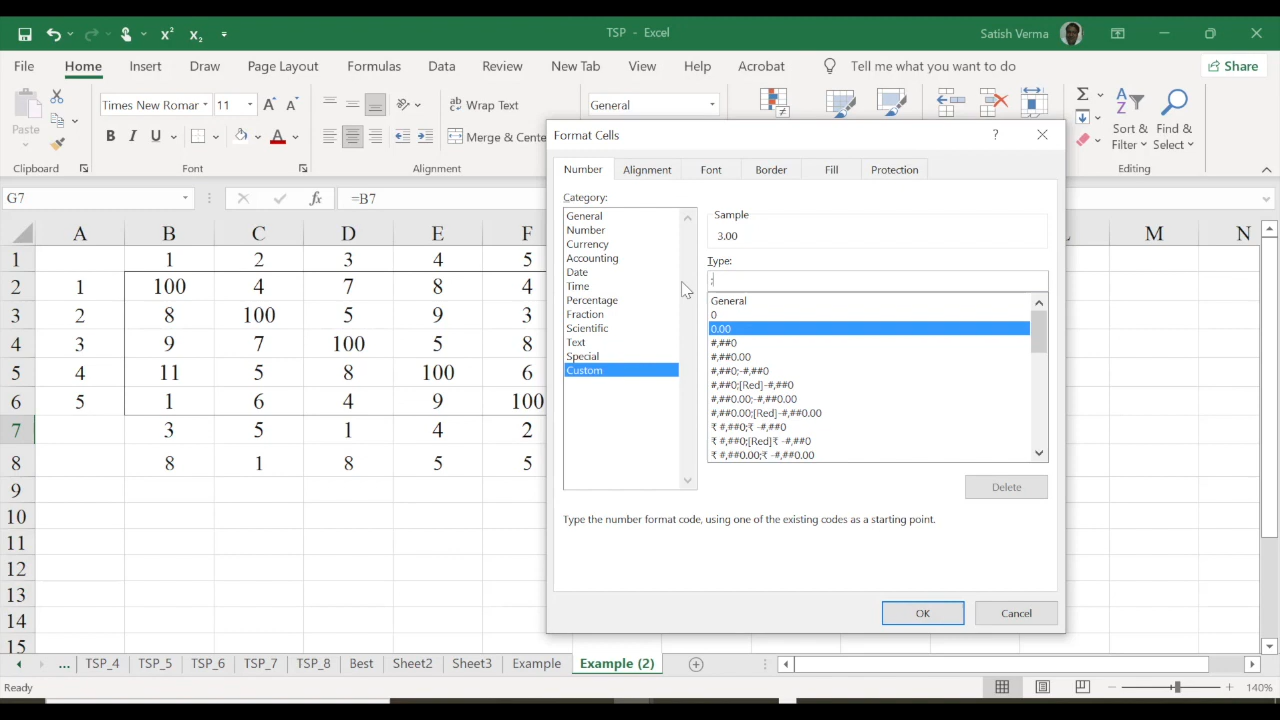 TSP - Excel
Satish Verma
File Home Insert Draw Page Layout Formulas Data Review New Tab View Help Acrobat Tell me what you want to do Share
Times New Romar 11 Wrap Text General
Paste Merge & Cente Sort & Filter Find & Select
Clipboard Font Alignment Editing
G7 fx =B7
A B C D E F M N
1 1 2 3 4 5
2 1 100 4 7 8 4
3 2 8 100 5 9 3
4 3 9 7 100 5 8
5 4 11 5 8 100 6
6 5 1 6 4 9 100
7 3 5 1 4 2
8 8 1 8 5 5
9
10
11
12
13
14
15
Format Cells
Number Alignment Font Border Fill Protection
Category:
General
Number
Currency
Accounting
Date
Time
Percentage
Fraction
Scientific
Text
Special
Custom
Sample
3.00
Type:
;
General
0
0.00
#,##0
#,##0.00
#,##0;-#,##0
#,##0;[Red]-#,##0
#,##0.00;-#,##0.00
#,##0.00;[Red]-#,##0.00
₹ #,##0;₹ -#,##0
₹ #,##0;[Red]₹ -#,##0
₹ #,##0.00;₹ -#,##0.00
Delete
Type the number format code, using one of the existing codes as a starting point.
OK Cancel
... TSP_4 TSP_5 TSP_6 TSP_7 TSP_8 Best Sheet2 Sheet3 Example Example (2)
Ready 140%